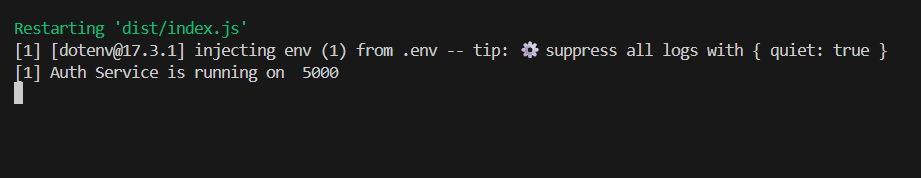 Restarting 'dist/index.js'
[1] [dotenv@17.3.1] injecting env (1) from .env -- tip: ⚙️ suppress all logs with { quiet: true }
[1] Auth Service is running on  5000